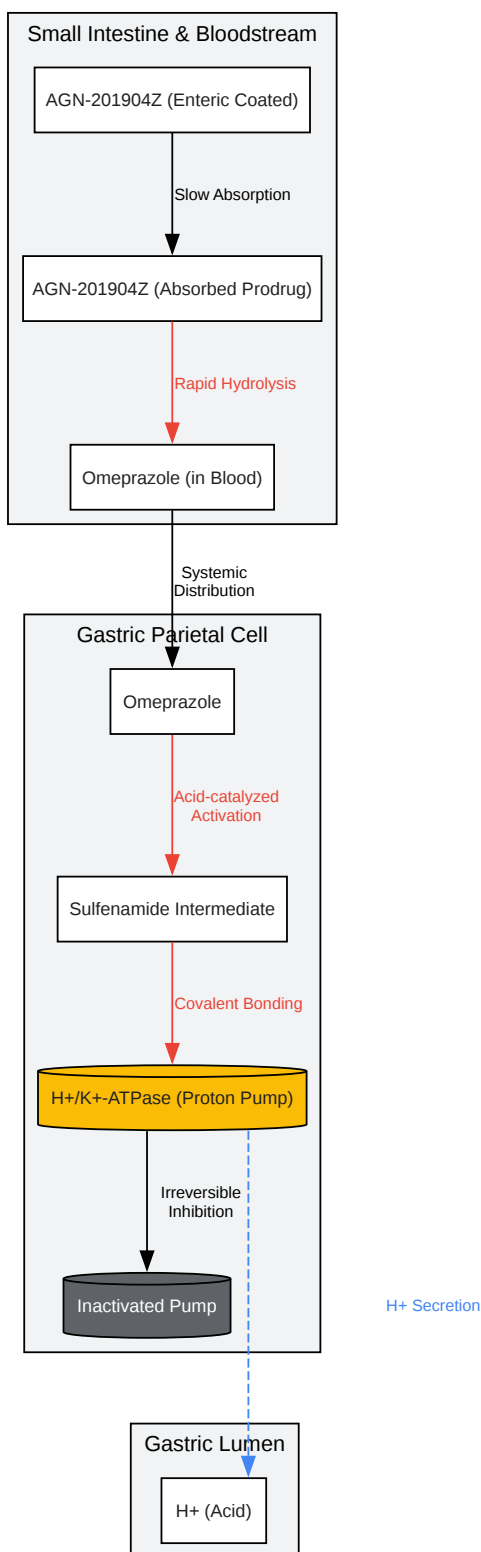 Small Intestine & Bloodstream
AGN-201904Z (Enteric Coated)
Slow Absorption
AGN-201904Z (Absorbed Prodrug)
Rapid Hydrolysis
Omeprazole (in Blood)
Systemic
Distribution
Gastric Parietal Cell
Omeprazole
Acid-catalyzed
Activation
Sulfenamide Intermediate
Covalent Bonding
H+/K+-ATPase (Proton Pump)
Irreversible
Inhibition
Inactivated Pump
H+ Secretion
Gastric Lumen
H+ (Acid)